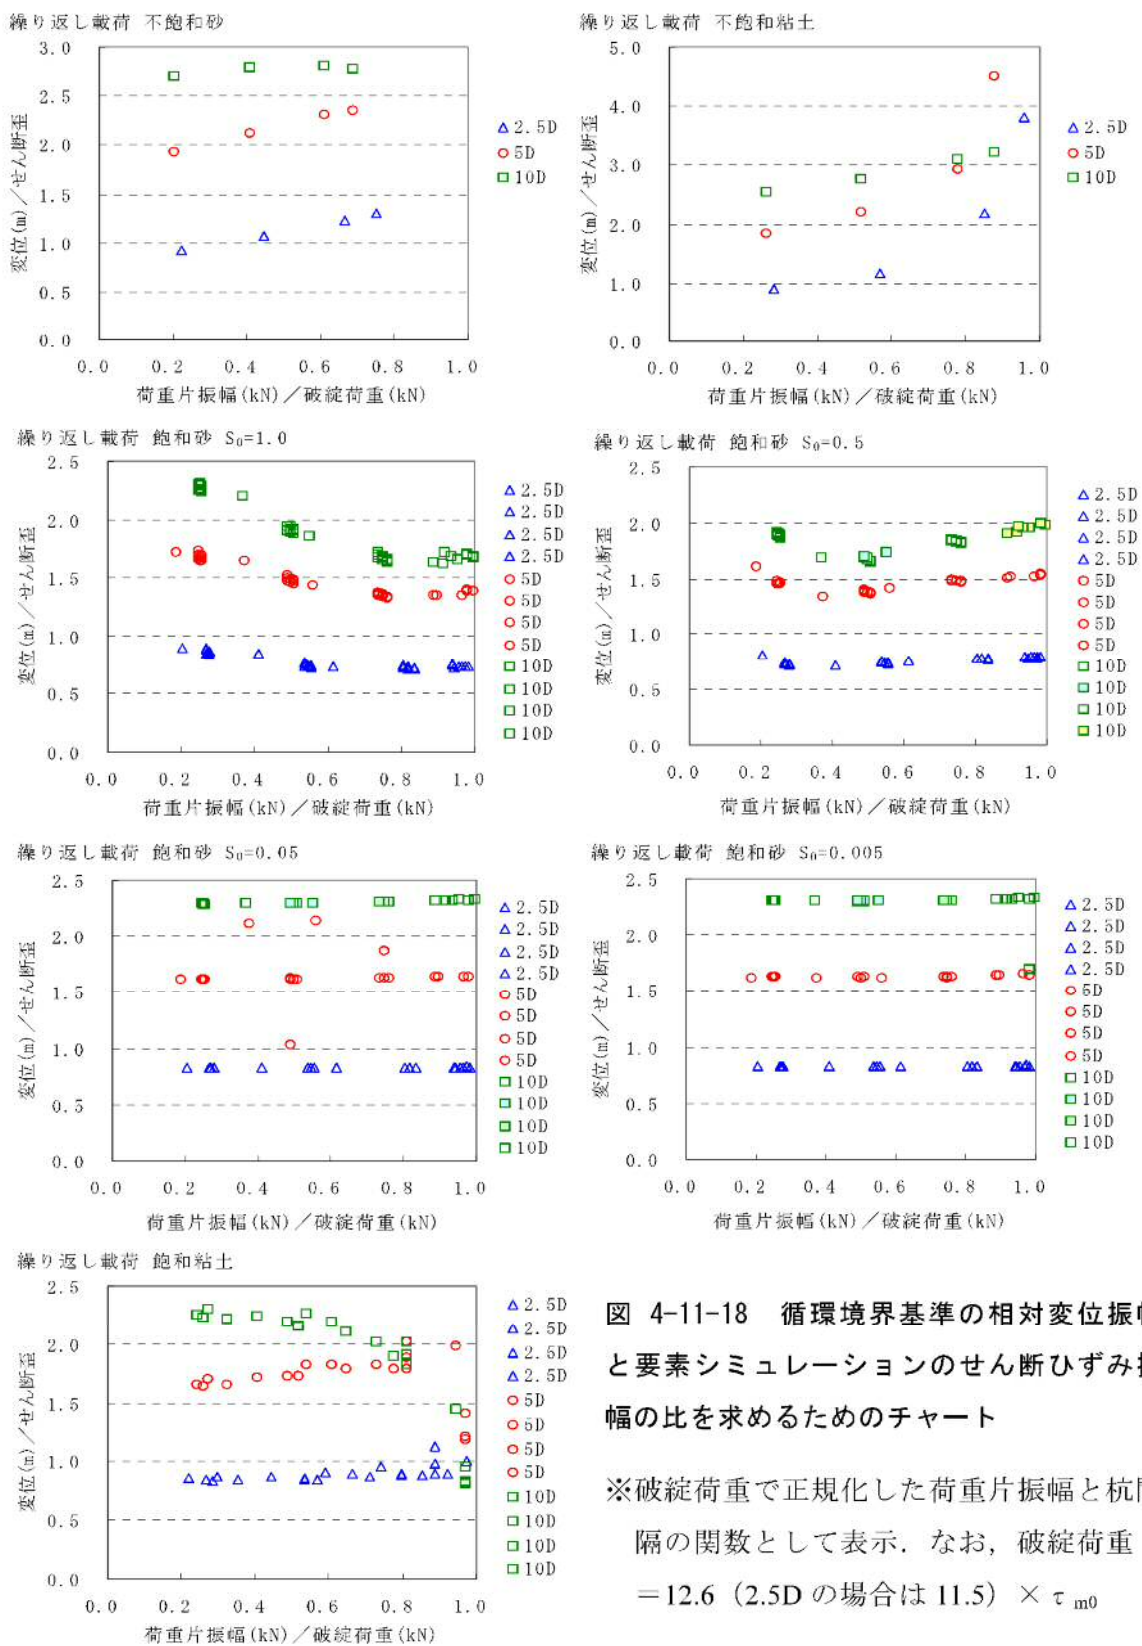 繰り返し載荷 不飽和砂
変位(m)／せん断歪
3.0
2.5
2.0
1.5
1.0
0.5
0.0
0.0 0.2 0.4 0.6 0.8 1.0
荷重片振幅(kN)／破綻荷重(kN)
2.5D
5D
10D
繰り返し載荷 不飽和粘土
変位(m)／せん断歪
5.0
4.0
3.0
2.0
1.0
0.0
0.0 0.2 0.4 0.6 0.8 1.0
荷重片振幅(kN)／破綻荷重(kN)
2.5D
5D
10D
繰り返し載荷 飽和砂 S₀=1.0
変位(m)／せん断歪
2.5
2.0
1.5
1.0
0.5
0.0
0.0 0.2 0.4 0.6 0.8 1.0
荷重片振幅(kN)／破綻荷重(kN)
2.5D
2.5D
2.5D
2.5D
5D
5D
5D
5D
10D
10D
10D
10D
繰り返し載荷 飽和砂 S₀=0.5
変位(m)／せん断歪
2.5
2.0
1.5
1.0
0.5
0.0
0.0 0.2 0.4 0.6 0.8 1.0
荷重片振幅(kN)／破綻荷重(kN)
2.5D
2.5D
2.5D
2.5D
5D
5D
5D
5D
10D
10D
10D
10D
繰り返し載荷 飽和砂 S₀=0.05
変位(m)／せん断歪
2.5
2.0
1.5
1.0
0.5
0.0
0.0 0.2 0.4 0.6 0.8 1.0
荷重片振幅(kN)／破綻荷重(kN)
2.5D
2.5D
2.5D
2.5D
5D
5D
5D
5D
10D
10D
10D
10D
繰り返し載荷 飽和砂 S₀=0.005
変位(m)／せん断歪
2.5
2.0
1.5
1.0
0.5
0.0
0.0 0.2 0.4 0.6 0.8 1.0
荷重片振幅(kN)／破綻荷重(kN)
2.5D
2.5D
2.5D
2.5D
5D
5D
5D
5D
10D
10D
10D
10D
繰り返し載荷 飽和粘土
変位(m)／せん断歪
2.5
2.0
1.5
1.0
0.5
0.0
0.0 0.2 0.4 0.6 0.8 1.0
荷重片振幅(kN)／破綻荷重(kN)
2.5D
2.5D
2.5D
2.5D
5D
5D
5D
5D
10D
10D
10D
10D
図 4-11-18 循環境界基準の相対変位振
と要素シミュレーションのせん断ひずみ
幅の比を求めるためのチャート
※破綻荷重で正規化した荷重片振幅と杭
隔の関数として表示．なお，破綻荷重
＝12.6（2.5D の場合は 11.5）× τm0